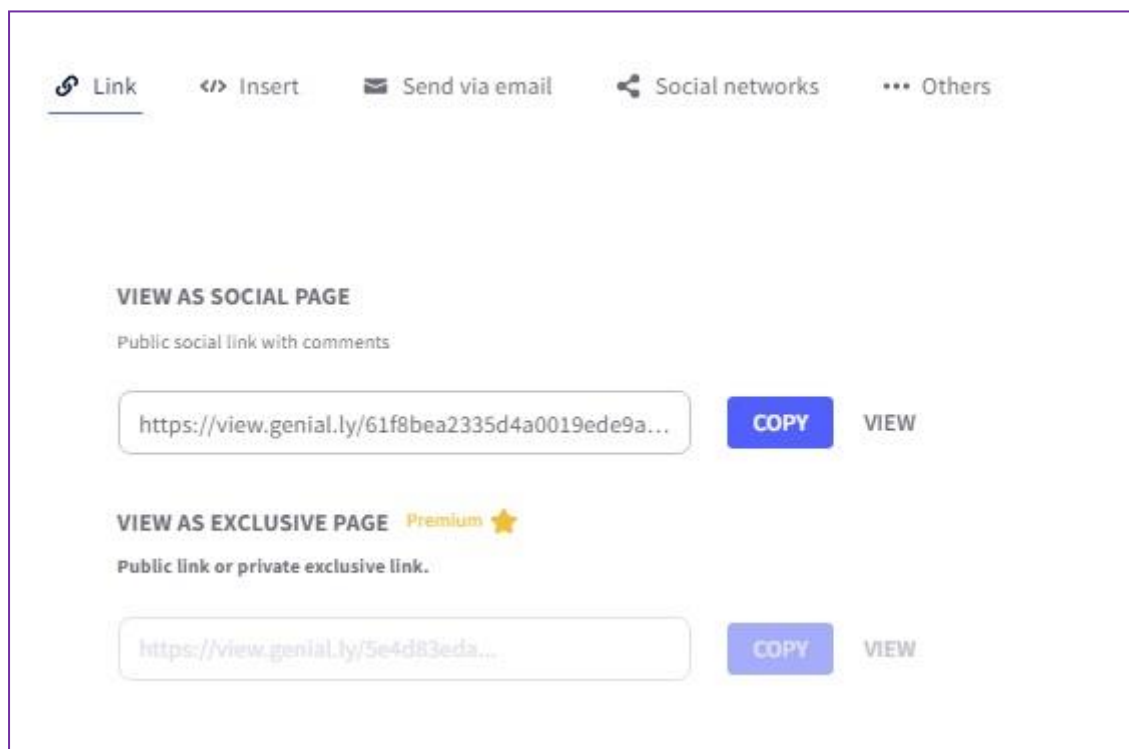 Link </> Insert Send via email Social networks ••• Others
VIEW AS SOCIAL PAGE
Public social link with comments
https://view.genial.ly/61f8bea2335d4a0019ede9a... COPY VIEW
VIEW AS EXCLUSIVE PAGE Premium
Public link or private exclusive link.
https://view.genial.ly/5e4d83eda... COPY VIEW